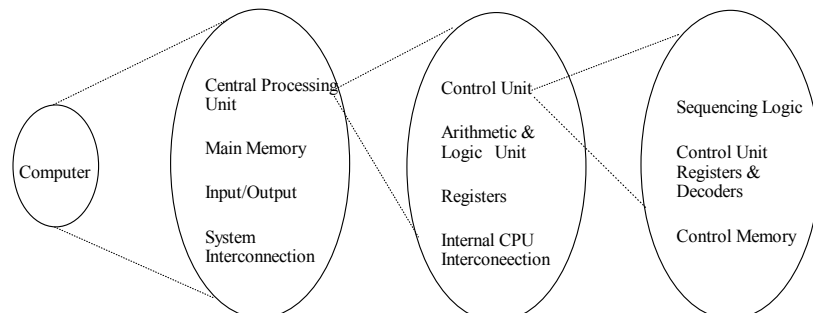 Computer
Central Processing
Unit
Main Memory
Input/Output
System
Interconnection
Control Unit
Arithmetic &
Logic Unit
Registers
Internal CPU
Interconeection
Sequencing Logic
Control Unit
Registers &
Decoders
Control Memory